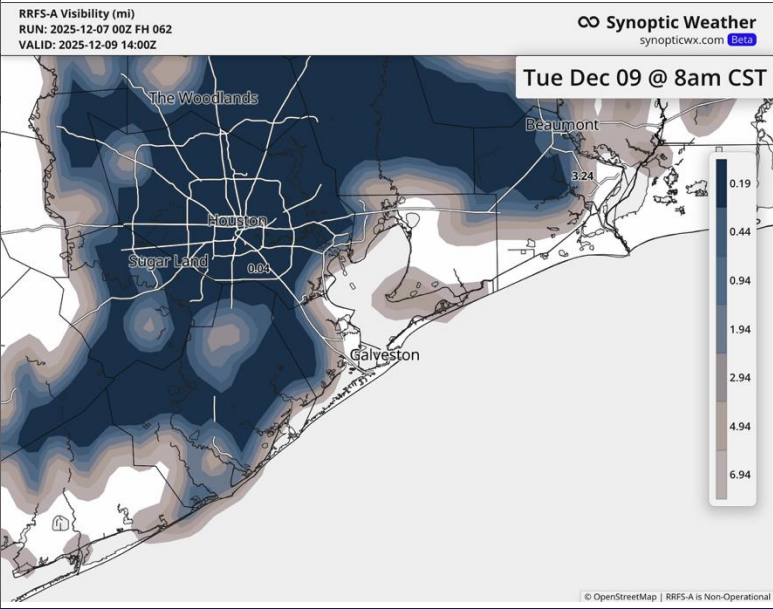 RRFS-A Visibility (mi)
RUN: 2025-12-07 00Z FH 062
VALID: 2025-12-09 14:00Z
Synoptic Weather
synopticwx.com Beta
Tue Dec 09 @ 8am CST
The Woodlands
Beaumont
3.24
Houston
Sugar Land
0.04
Galveston
0.19
0.44
0.94
1.94
2.94
4.94
6.94
© OpenStreetMap | RRFS-A is Non-Operational